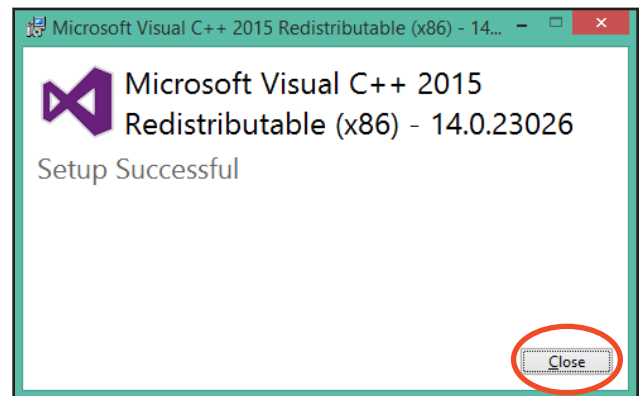 Microsoft Visual C++ 2015 Redistributable (x86) - 14...
Microsoft Visual C++ 2015
Redistributable (x86) - 14.0.23026
Setup Successful
Close